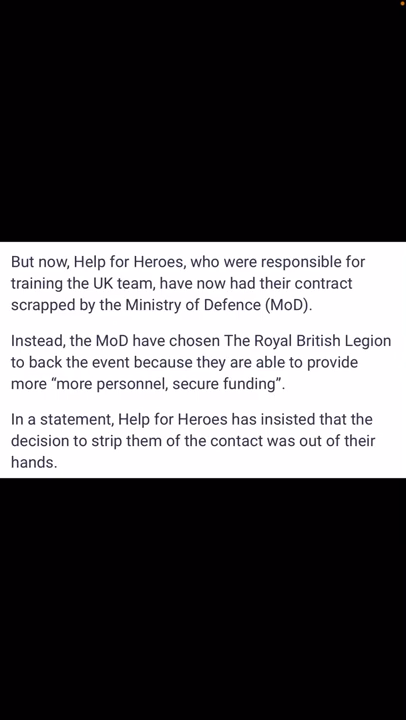 But now, Help for Heroes, who were responsible for
training the UK team, have now had their contract
scrapped by the Ministry of Defence (MoD).
Instead, the MoD have chosen The Royal British Legion
to back the event because they are able to provide
more “more personnel, secure funding”.
In a statement, Help for Heroes has insisted that the
decision to strip them of the contact was out of their
hands.